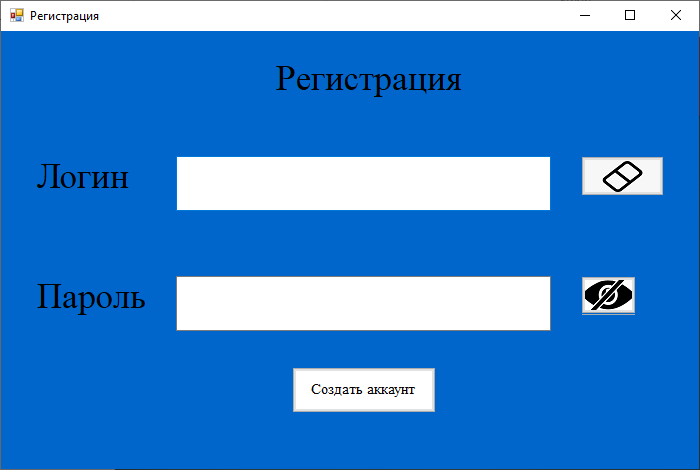 Регистрация
Регистрация
Логин
Пароль
Создать аккаунт